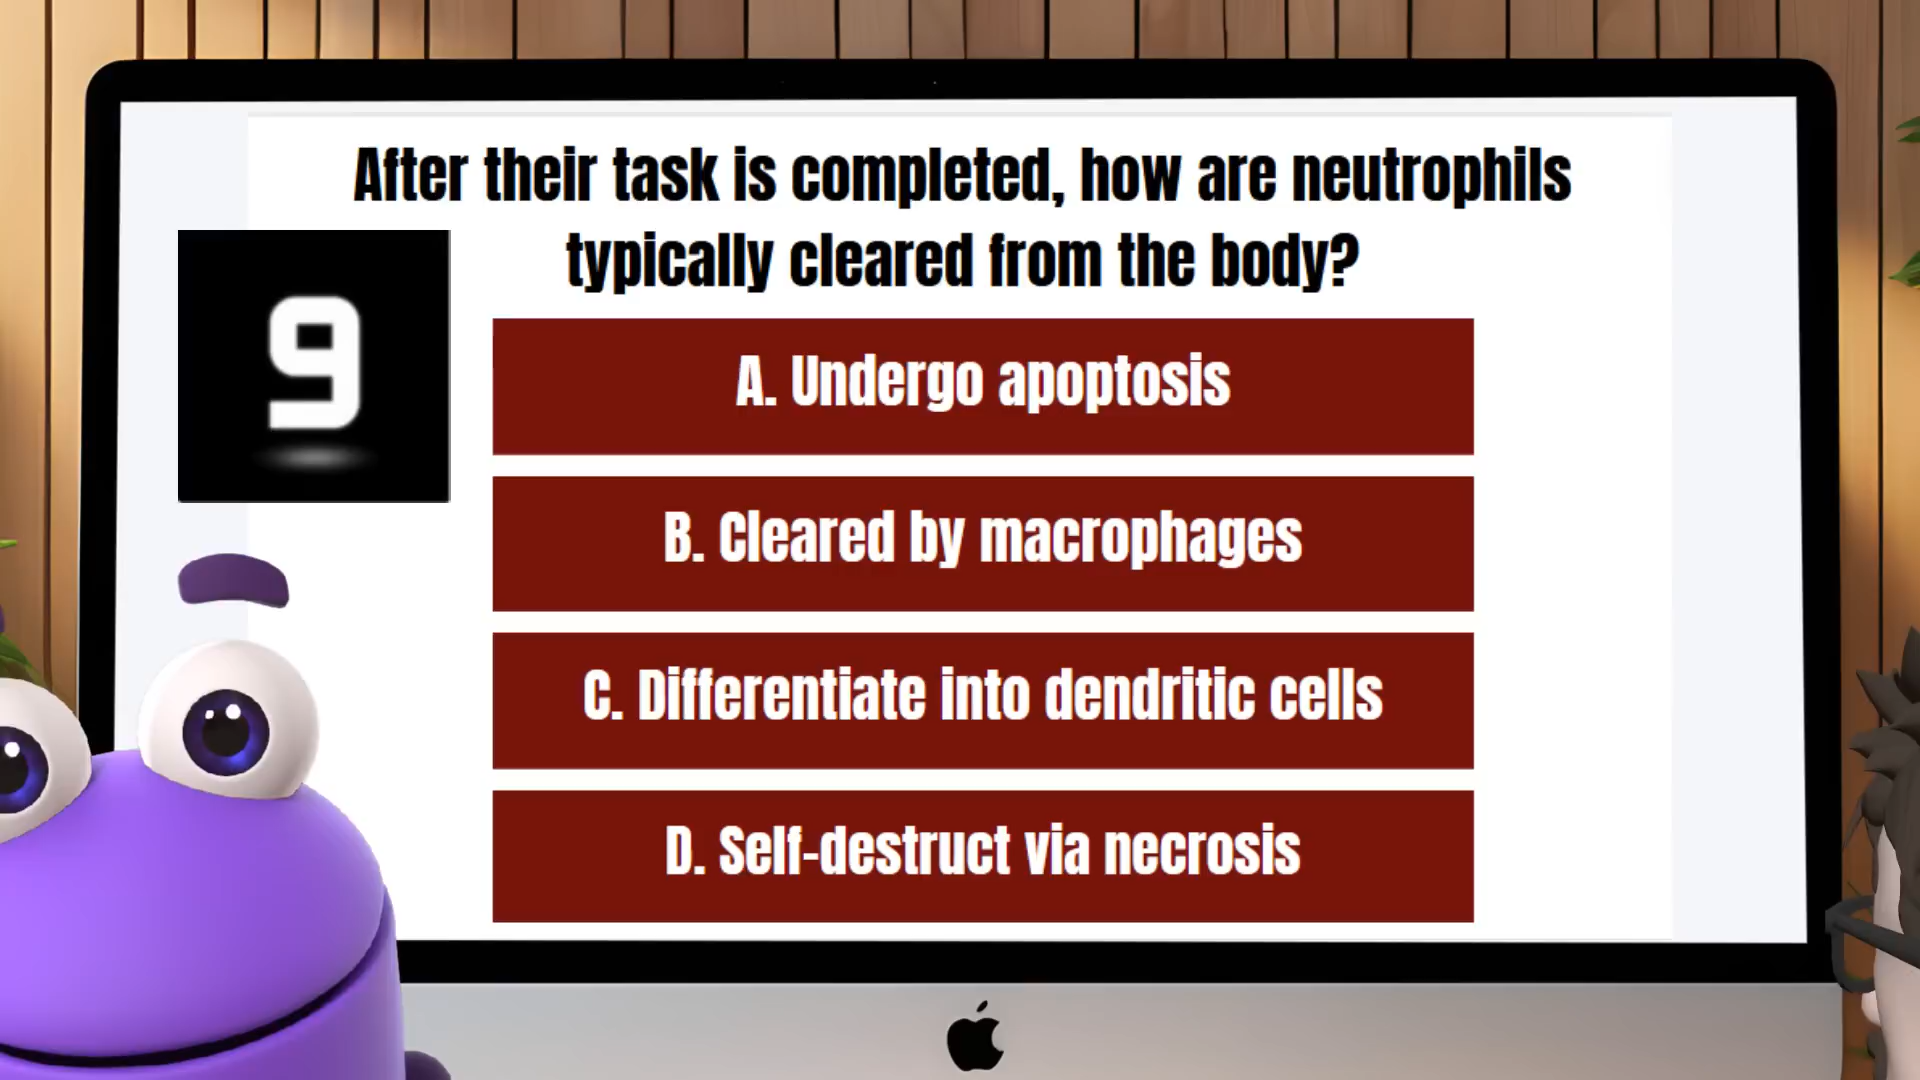 After their task is completed, how are neutrophils
typically cleared from the body?
9
A. Undergo apoptosis
B. Cleared by macrophages
C. Differentiate into dendritic cells
D. Self-destruct via necrosis